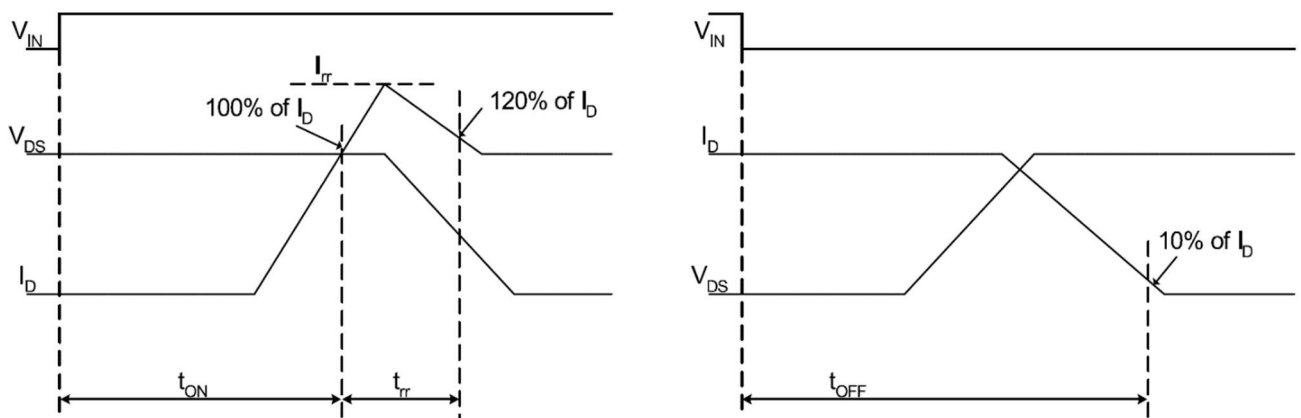 V_IN
I_rr
100% of I_D
120% of I_D
V_DS
I_D
t_ON
t_rr
V_IN
I_D
10% of I_D
V_DS
t_OFF